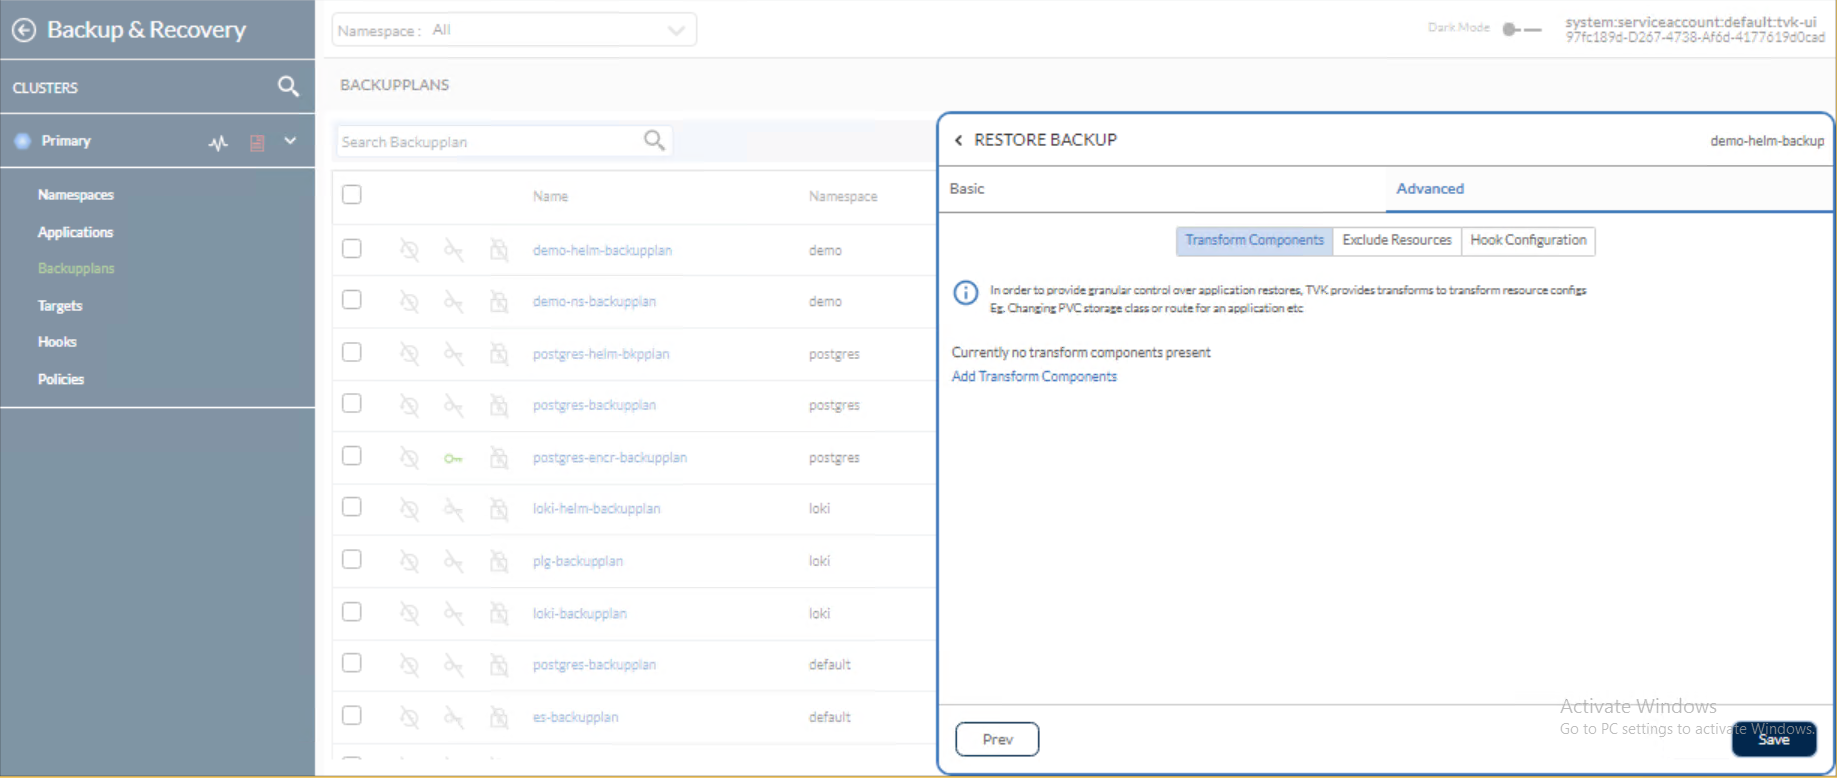 Backup & Recovery
CLUSTERS
Primary
Namespaces
Applications
Backupplans
Targets
Hooks
Policies
Namespace : All
Dark Mode
system:serviceaccount:default:tvk-ui
97fc189d-D267-4738-Af6d-4177619d0cad
BACKUPPLANS
Search Backupplan
Name Namespace
demo-helm-backupplan demo
demo-ns-backupplan demo
postgres-helm-bkpplan postgres
postgres-backupplan postgres
postgres-encr-backupplan postgres
loki-helm-backupplan loki
plg-backupplan loki
loki-backupplan loki
postgres-backupplan default
es-backupplan default
RESTORE BACKUP
demo-helm-backup
Basic Advanced
Transform Components Exclude Resources Hook Configuration
In order to provide granular control over application restores, TVK provides transforms to transform resource configs
Eg. Changing PVC storage class or route for an application etc
Currently no transform components present
Add Transform Components
Activate Windows
Go to PC settings to activate Windows.
Prev Save